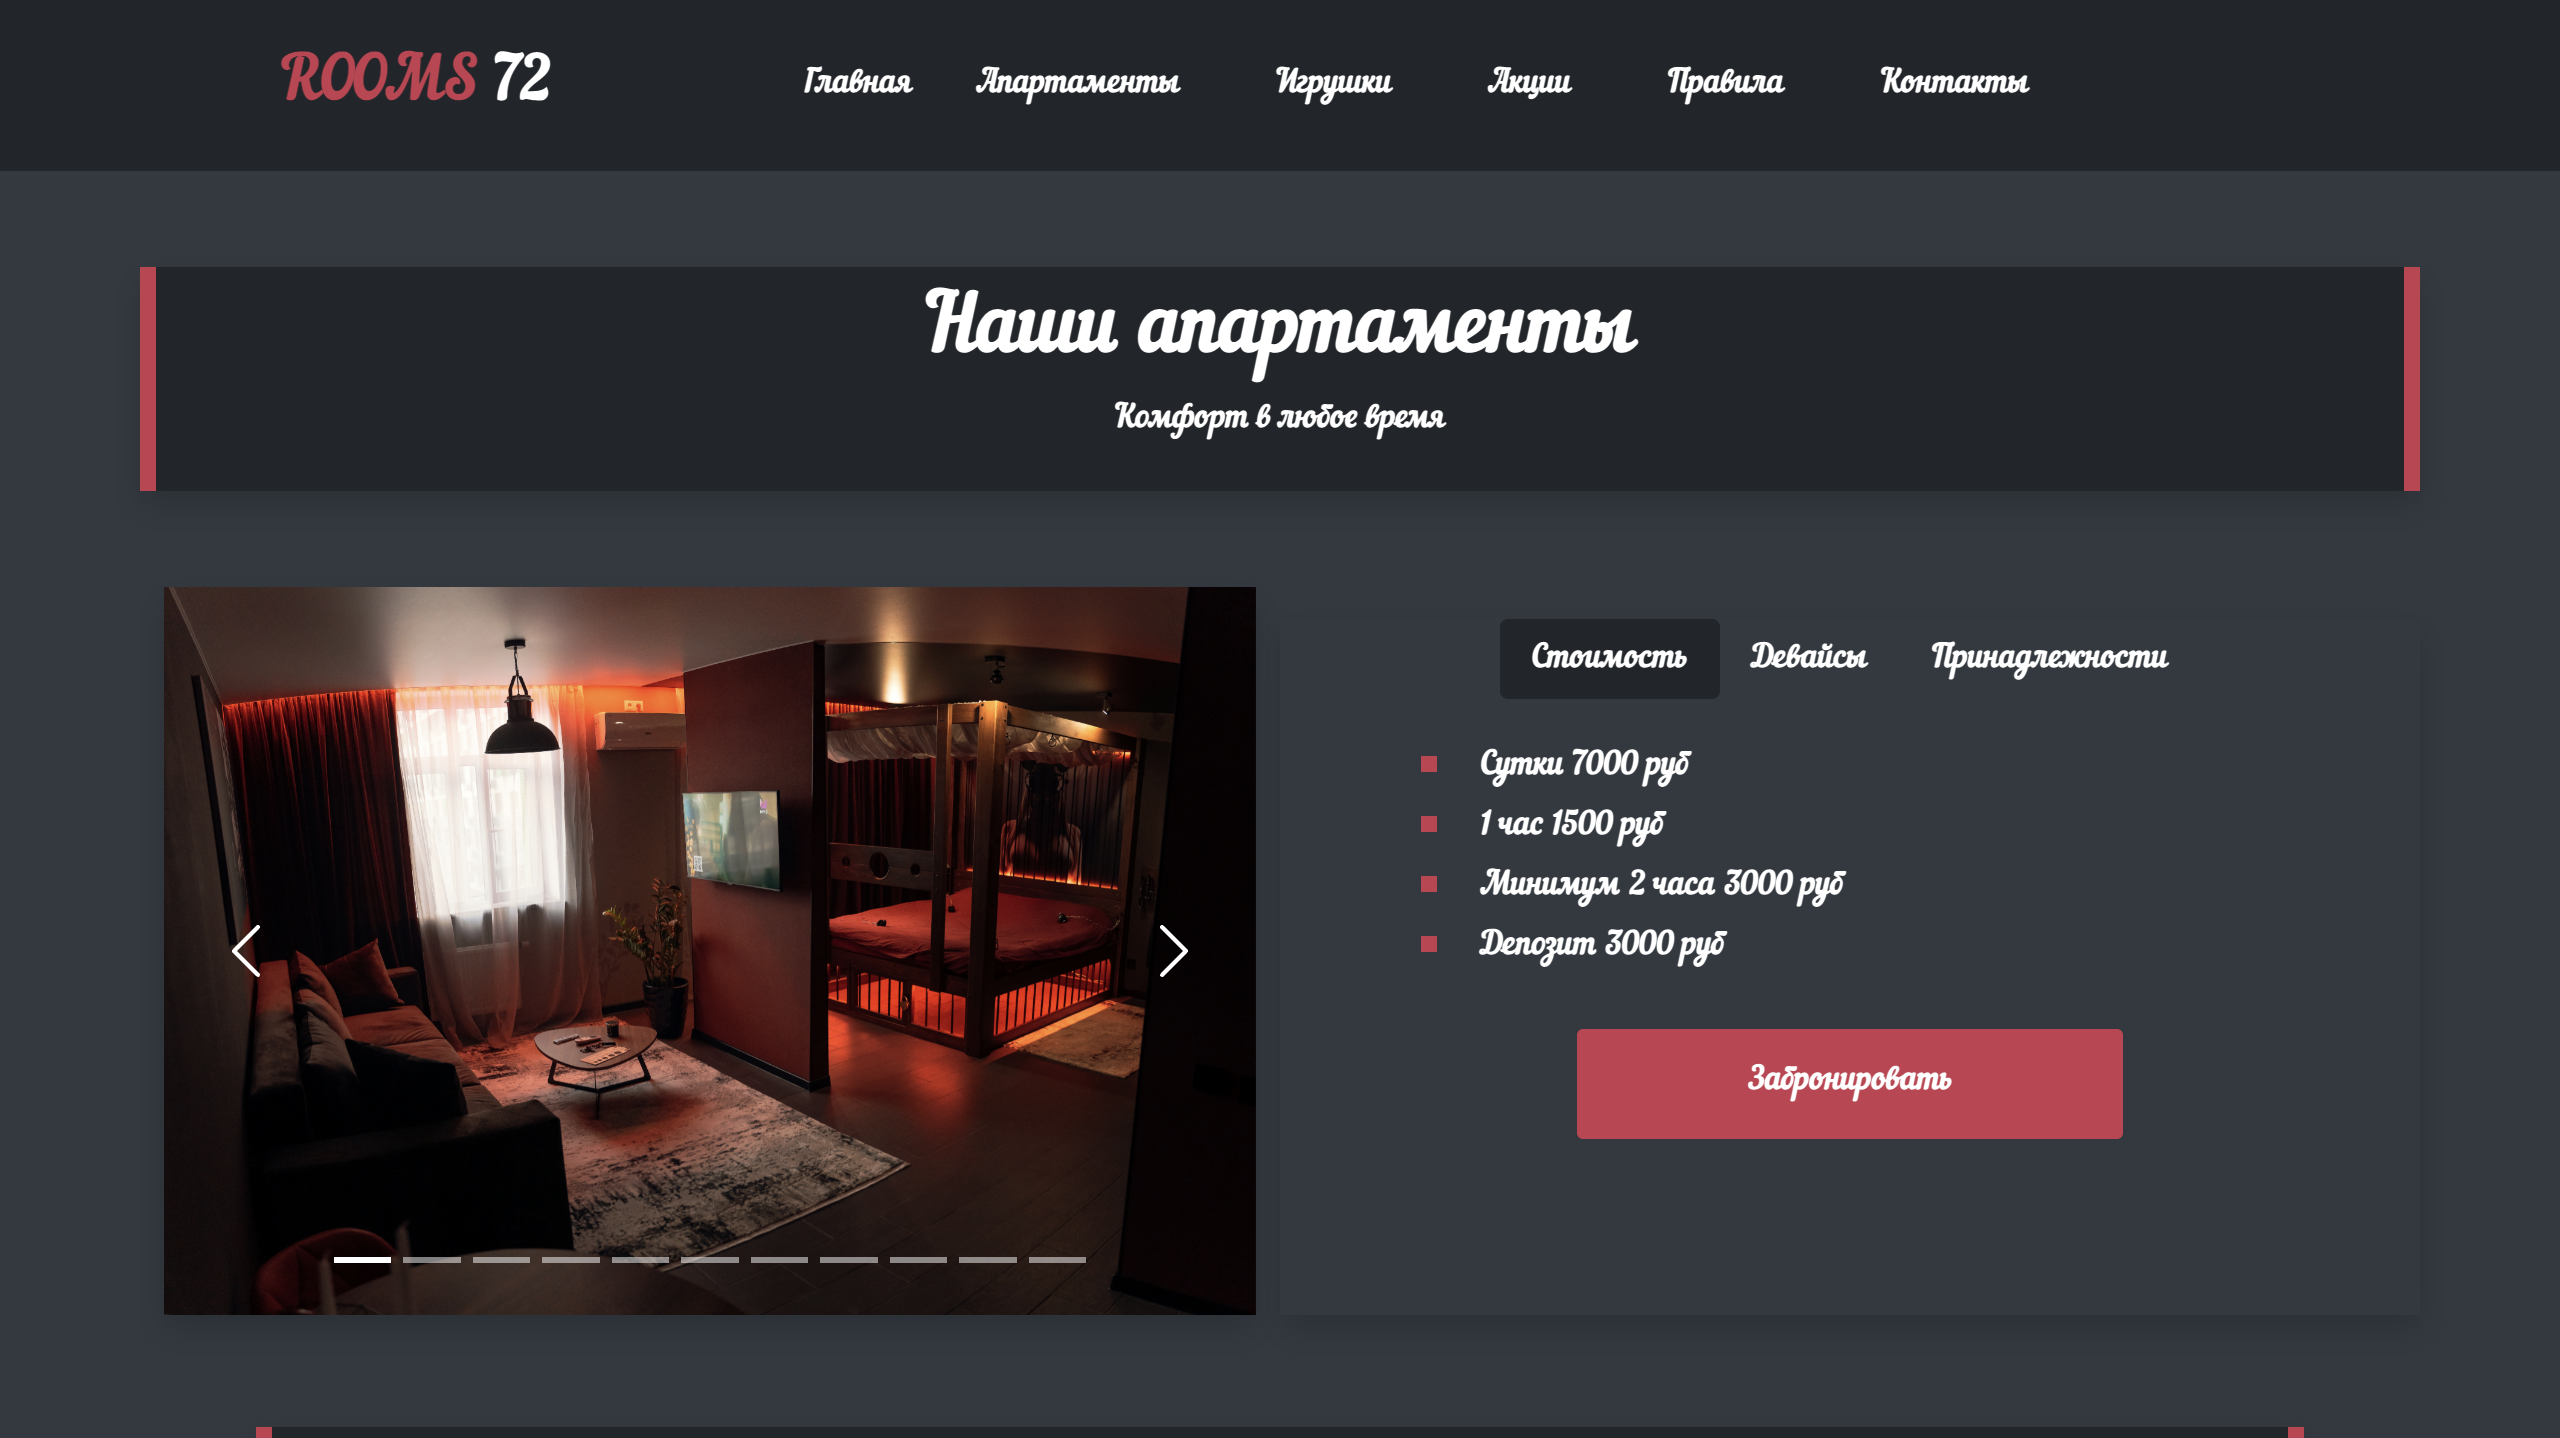 ROOMS 72
Главная
Апартаменты
Игрушки
Акции
Правила
Контакты
Наши апартаменты
Комфорт в любое время
Стоимость
Девайсы
Принадлежности
Сутки 7000 руб
1 час 1500 руб
Минимум 2 часа 3000 руб
Депозит 3000 руб
Забронировать